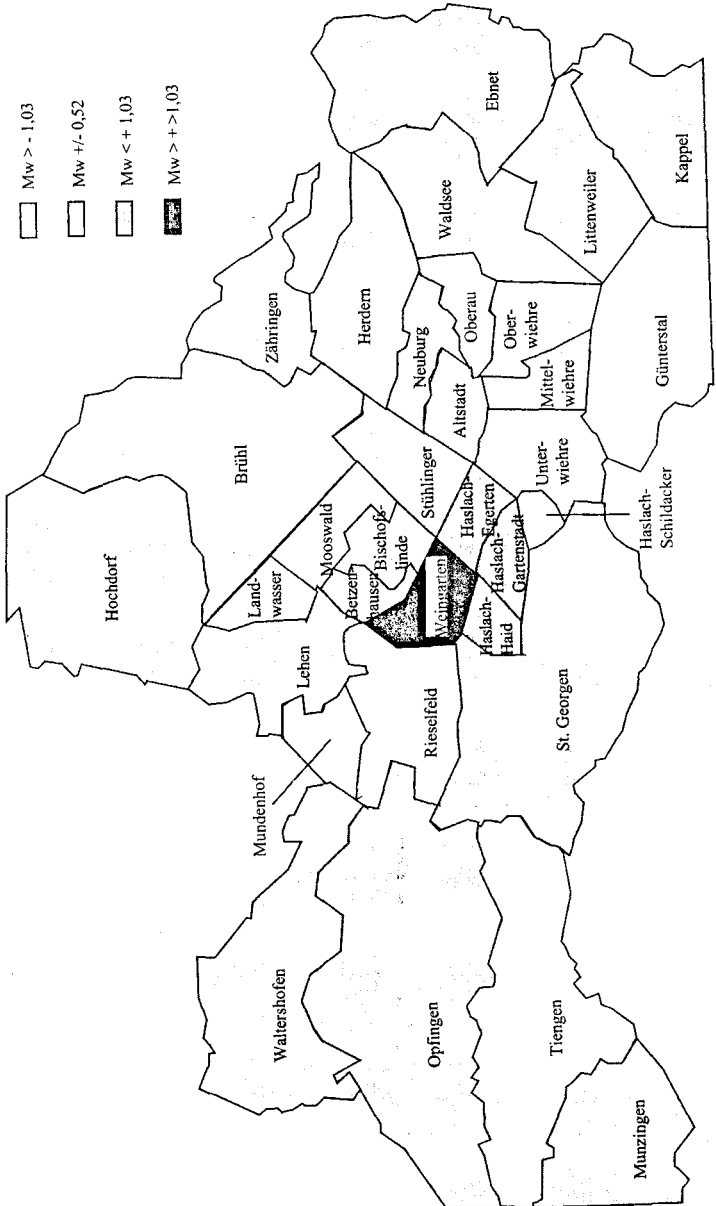 Mw > - 1,03
Mw +/- 0,52
Mw < + 1,03
Mw > + >1,03
Hochdorf
Brühl
Zähringen
Herdern
Ebnet
Waldsee
Littenweiler
Kappel
Günterstal
Neuburg
Oberau
Ober-
wiehre
Mittel-
wiehre
Altstadt
Unter-
wiehre
Stühlinger
Mooswald
Bischofs-
linde
Betzen-
hausen
Land-
wasser
Lehen
Mundenhof
Rieselfeld
Weingarten
Haslach-
Egerten
Haslach-
Gartenstadt
Haslach-
Haid
Haslach-
Schildacker
St. Georgen
Waltershofen
Opfingen
Tiengen
Munzingen